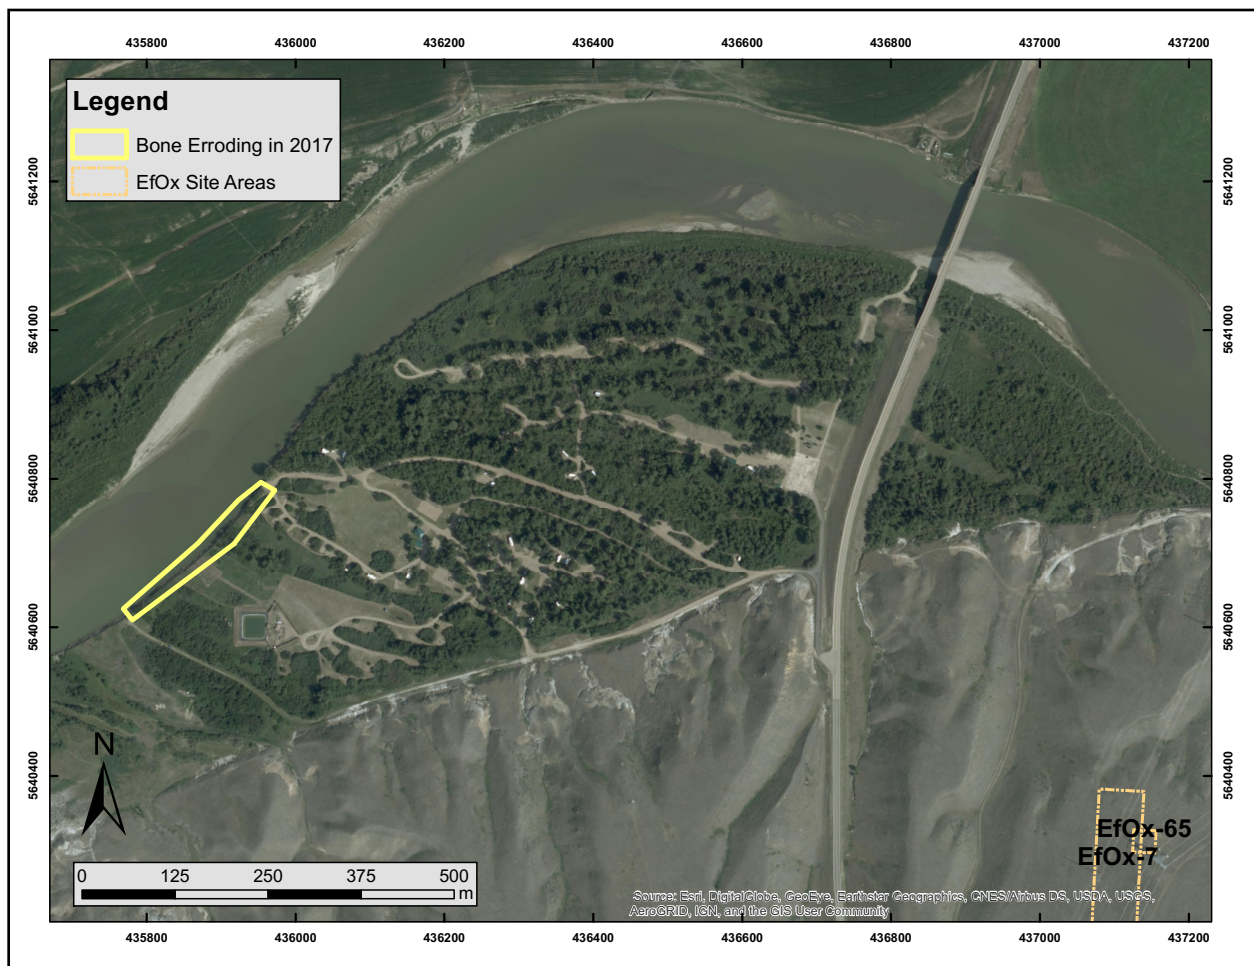 435800 436000 436200 436400 436600 436800 437000 437200
Legend
Bone Erroding in 2017
EfOx Site Areas
5641200 5641200
5641000 5641000
5640800 5640800
5640600 5640600
5640400 5640400
N
EfOx-65
EfOx-7
0 125 250 375 500
m
Source: Esri, DigitalGlobe, GeoEye, Earthstar Geographics, CNES/Airbus DS, USDA, USGS,
AeroGRID, IGN, and the GIS User Community
435800 436000 436200 436400 436600 436800 437000 437200